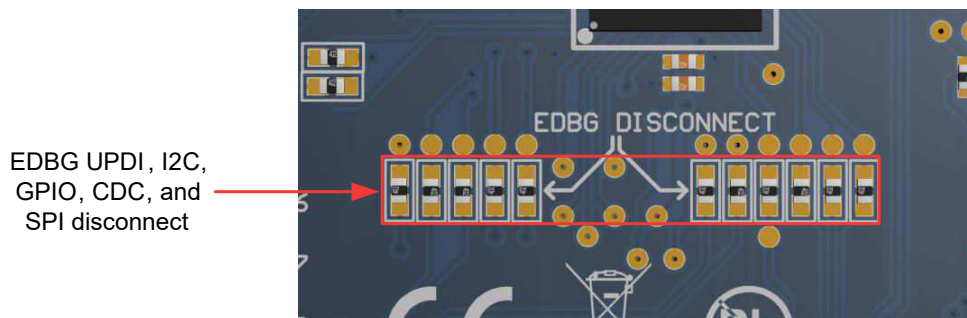 EDBG DISCONNECT
EDBG UPDI, I2C,
GPIO, CDC, and
SPI disconnect